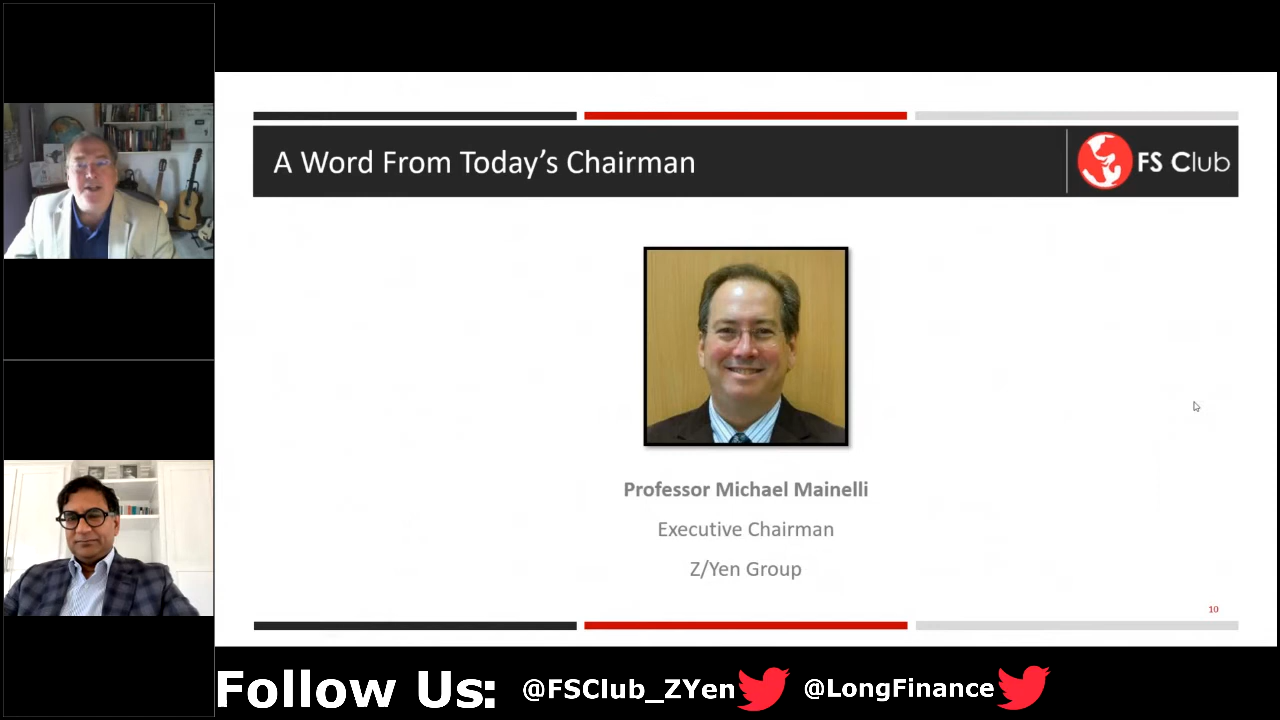 A Word From Today's Chairman
FS Club
Professor Michael Mainelli
Executive Chairman
Z/Yen Group
10
Follow Us: @FSClub_ZYen @LongFinance